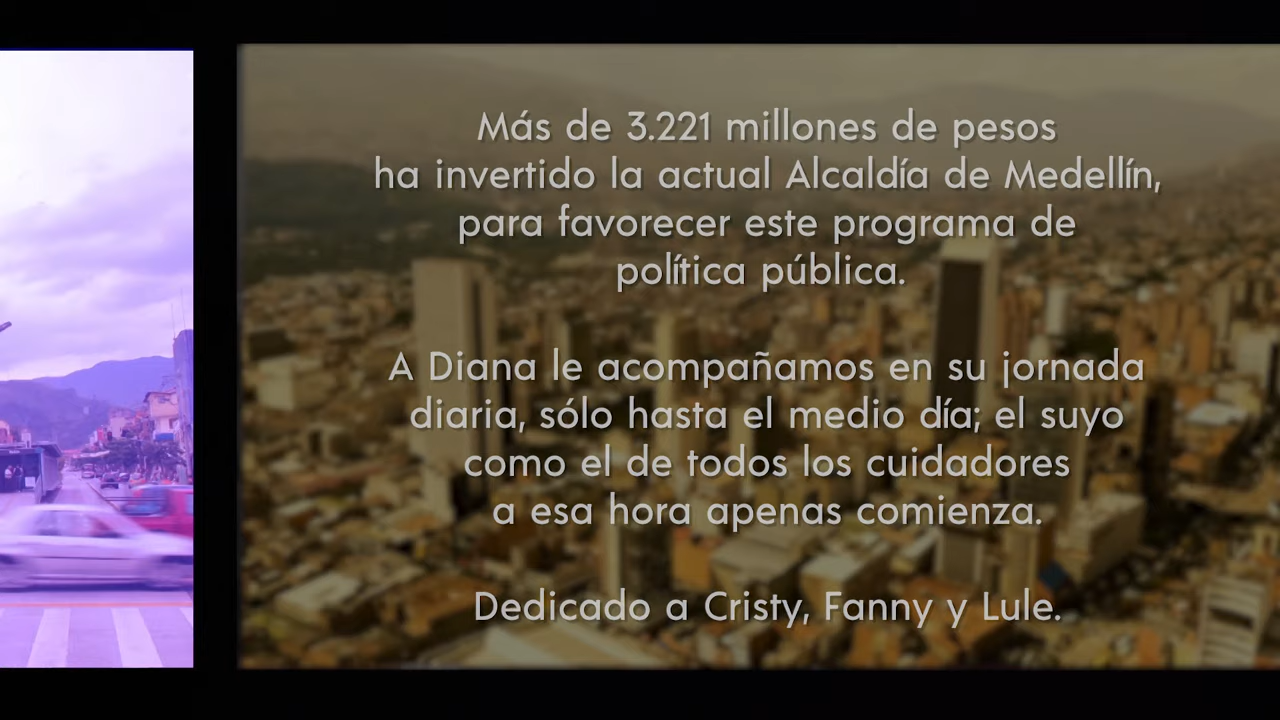 Más de 3.221 millones de pesos
ha invertido la actual Alcaldía de Medellín,
para favorecer este programa de
política pública.
A Diana le acompañamos en su jornada
diaria, sólo hasta el medio día; el suyo
como el de todos los cuidadores
a esa hora apenas comienza.
Dedicado a Cristy, Fanny y Lule.